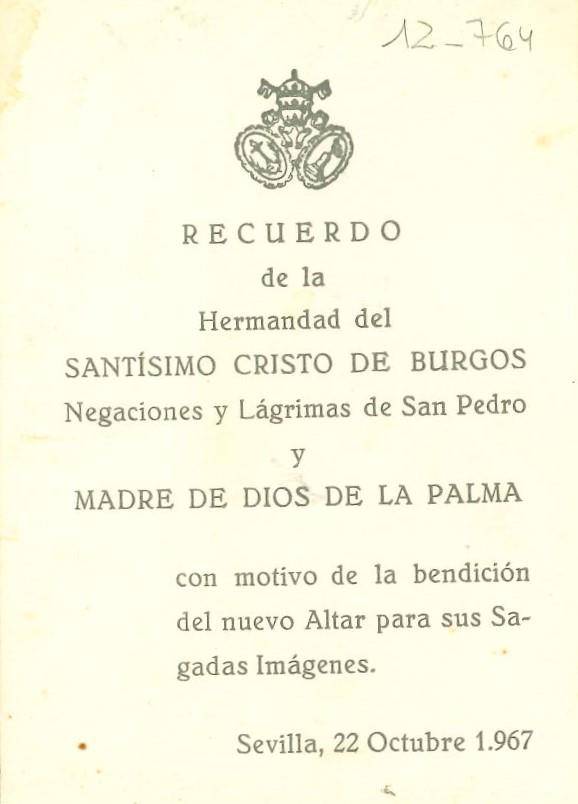 12-764
RECUERDO
de la
Hermandad del
SANTÍSIMO CRISTO DE BURGOS
Negaciones y Lágrimas de San Pedro
y
MADRE DE DIOS DE LA PALMA
con motivo de la bendición
del nuevo Altar para sus Sa-
gadas Imágenes.
Sevilla, 22 Octubre 1.967